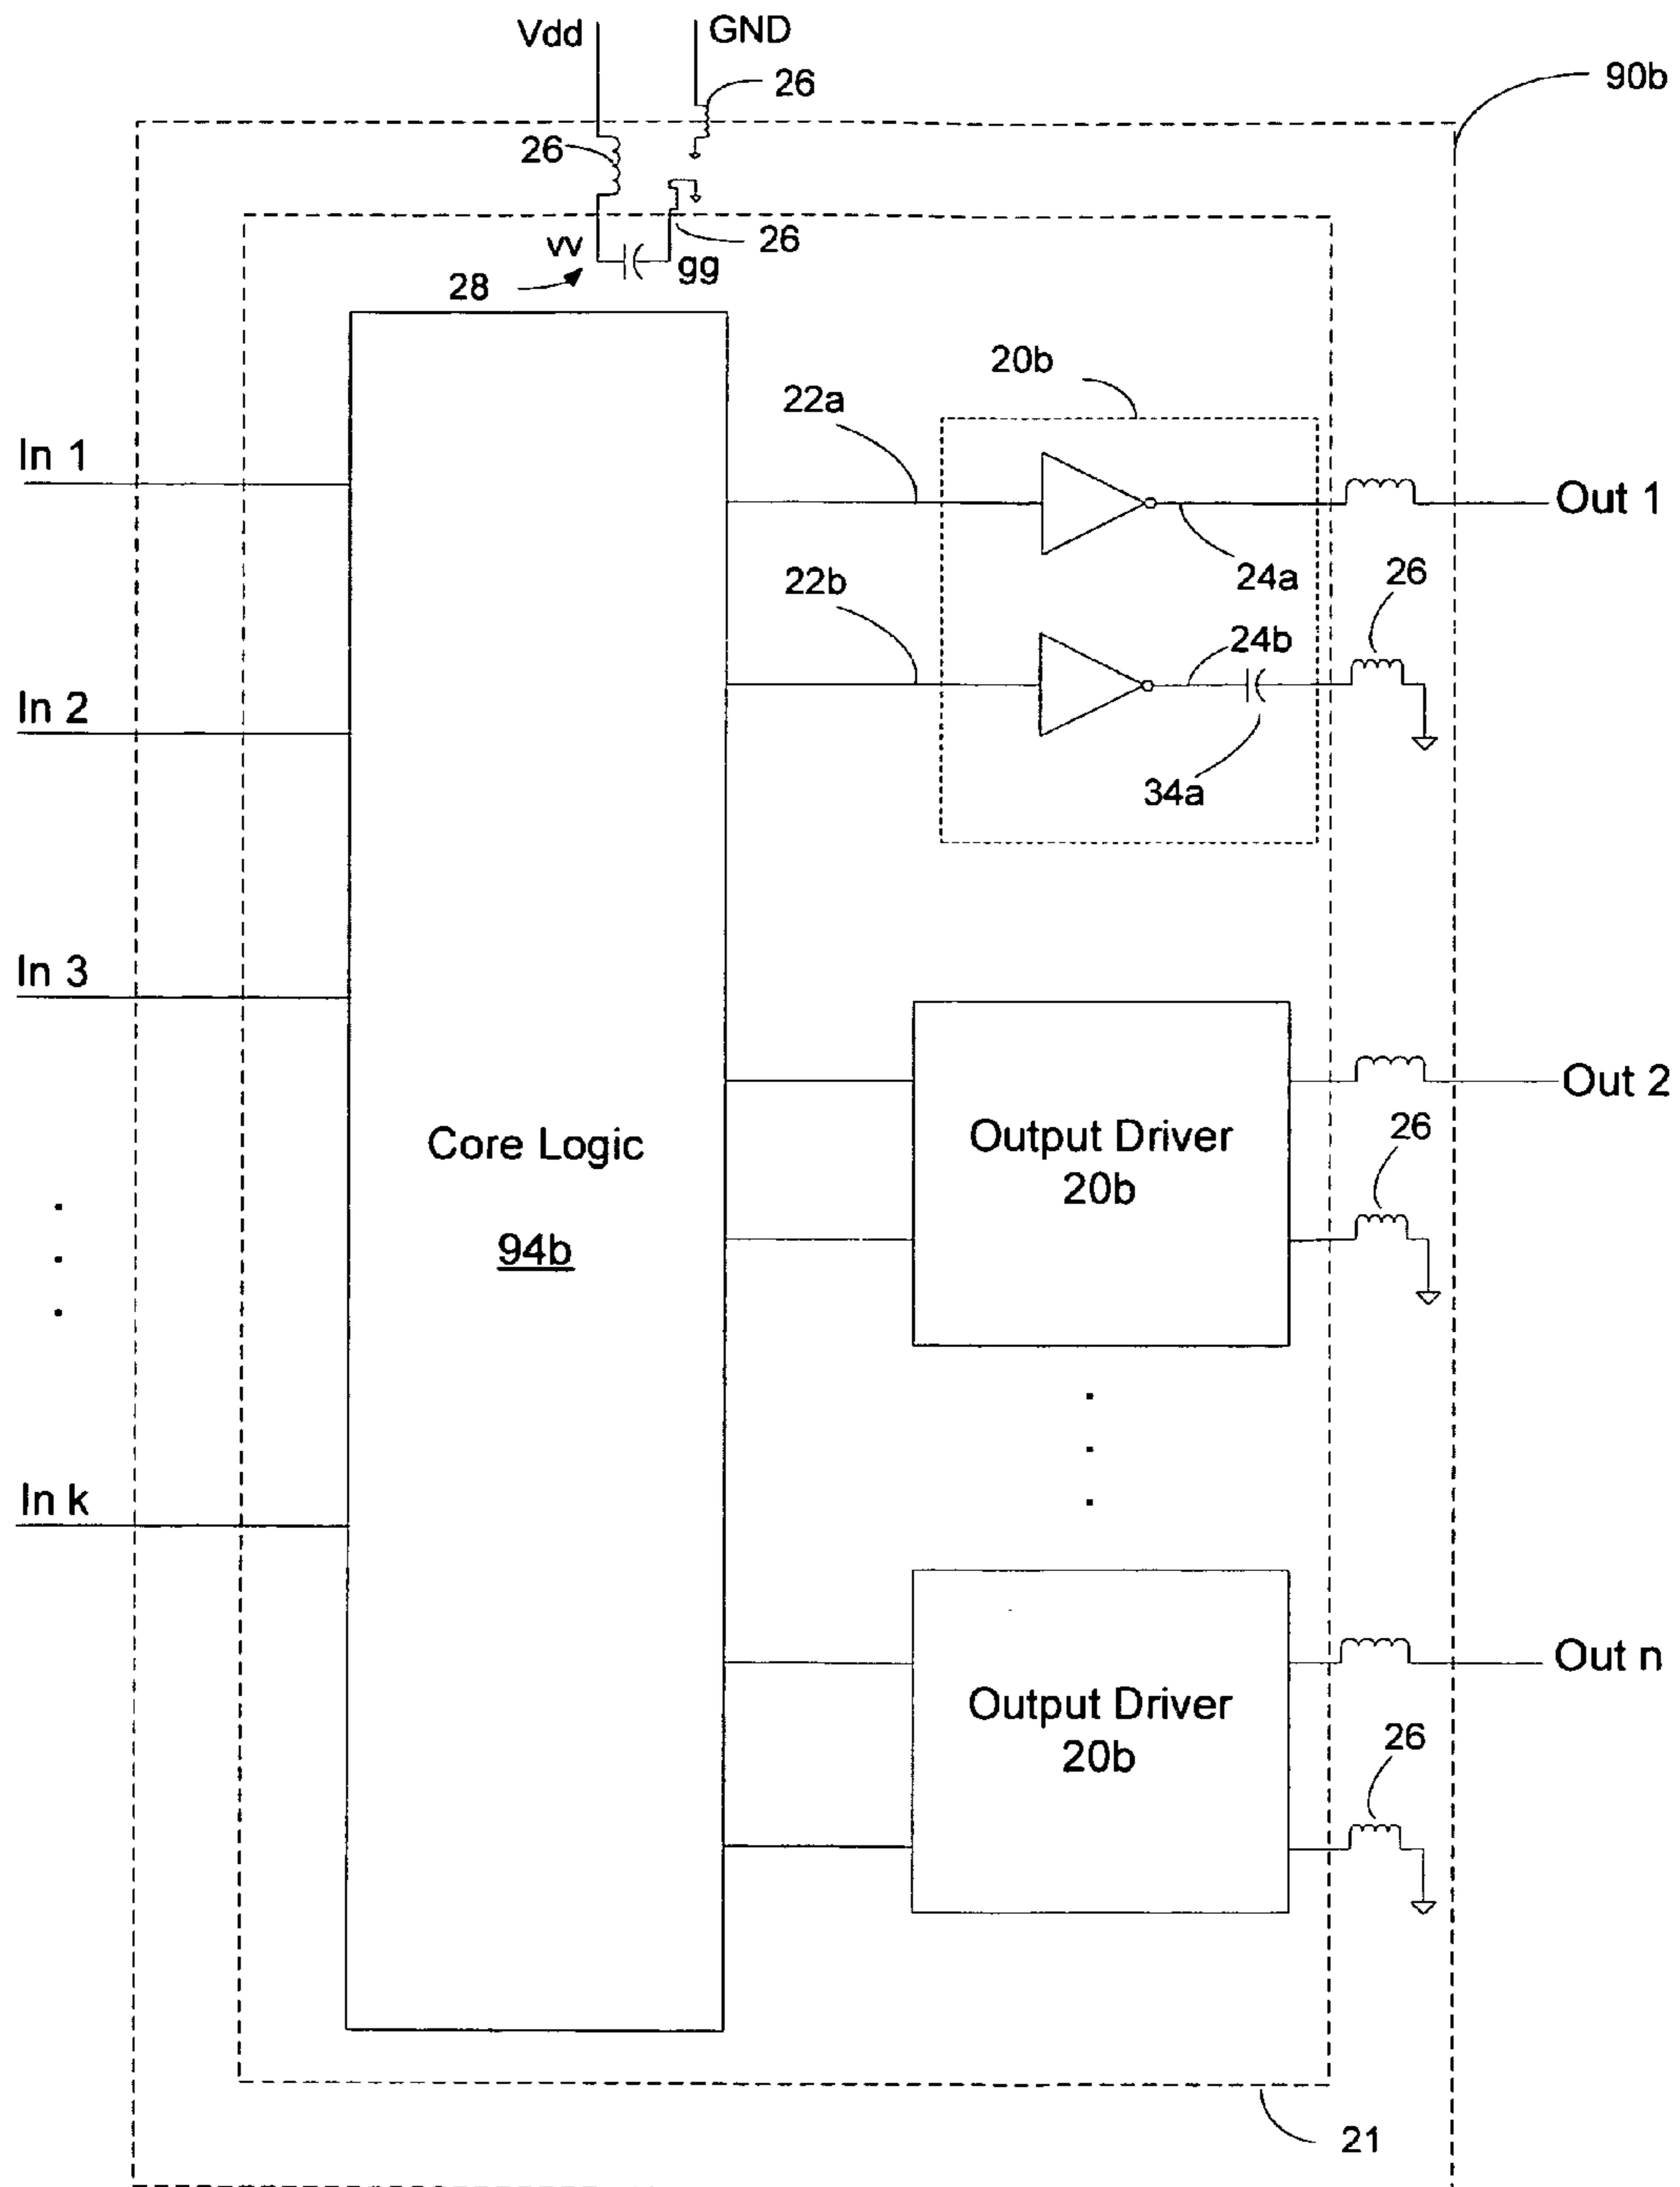 Vdd
GND
26
90b
26
vv
26
gg
28
20b
22a
In 1
Out 1
24a
26
22b
24b
In 2
34a
In 3
Out 2
26
Core Logic
94b
Output Driver
20b
.
.
.
.
.
.
In k
Out n
Output Driver
20b
26
21